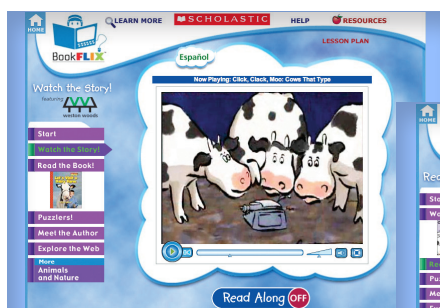 HOME
LEARN MORE
SCHOLASTIC
HELP
RESOURCES
LESSON PLAN
BookFLIX
Español
Now Playing: Click, Clack, Moo: Cows That Type
Watch the Story!
featuring
weston woods
Start
Watch the Story!
Read the Book!
Puzzlers!
Meet the Author
Explore the Web
More
Animals
and Nature
Read Along OFF
HOME